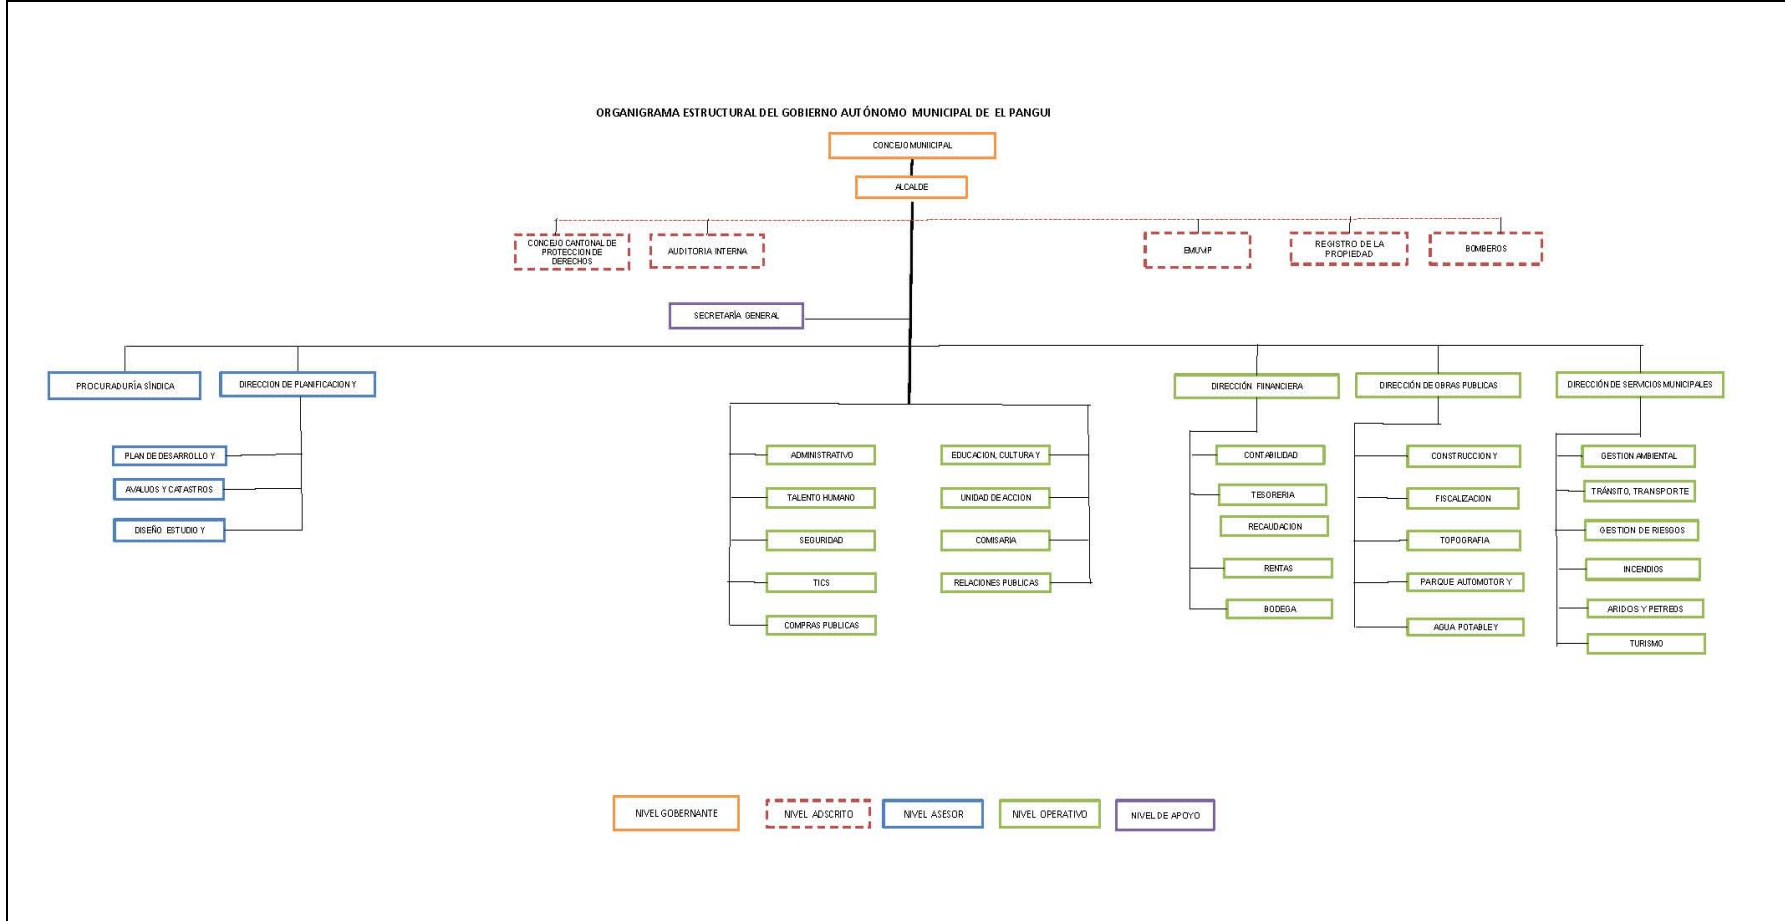 ORGANIGRAMA ESTRUCTURAL DEL GOBIERNO AUTÓNOMO MUNICIPAL DE EL PANGUI
CONCEJO MUNICIPAL
ALCALDE
CONCEJO CANTONAL DE
PROTECCION DE
DERECHOS
AUDITORIA INTERNA
EMUVIP
REGISTRO DE LA
PROPIEDAD
BOMBEROS
SECRETARÍA GENERAL
PROCURADURÍA SÍNDICA
DIRECCION DE PLANIFICACION Y
DIRECCIÓN FIINANCIERA
DIRECCIÓN DE OBRAS PUBLICAS
DIRECCIÓN DE SERVICIOS MUNICIPALES
PLAN DE DESARROLLO Y
AVALUOS Y CATASTROS
DISEÑO ESTUDIO Y
ADMINISTRATIVO
TALENTO HUMANO
SEGURIDAD
TICS
COMPRAS PUBLICAS
EDUCACION, CULTURA Y
UNIDAD DE ACCION
COMISARIA
RELACIONES PUBLICAS
CONTABILIDAD
TESORERIA
RECAUDACION
RENTAS
BODEGA
CONSTRUCCION Y
FISCALIZACION
TOPOGRAFIA
PARQUE AUTOMOTOR Y
AGUA POTABLE Y
GESTION AMBIENTAL
TRÁNSITO, TRANSPORTE
GESTION DE RIESGOS
INCENDIOS
ARIDOS Y PETREOS
TURISMO
NIVEL GOBERNANTE
NIVEL ADSCRITO
NIVEL ASESOR
NIVEL OPERATIVO
NIVEL DE APOYO